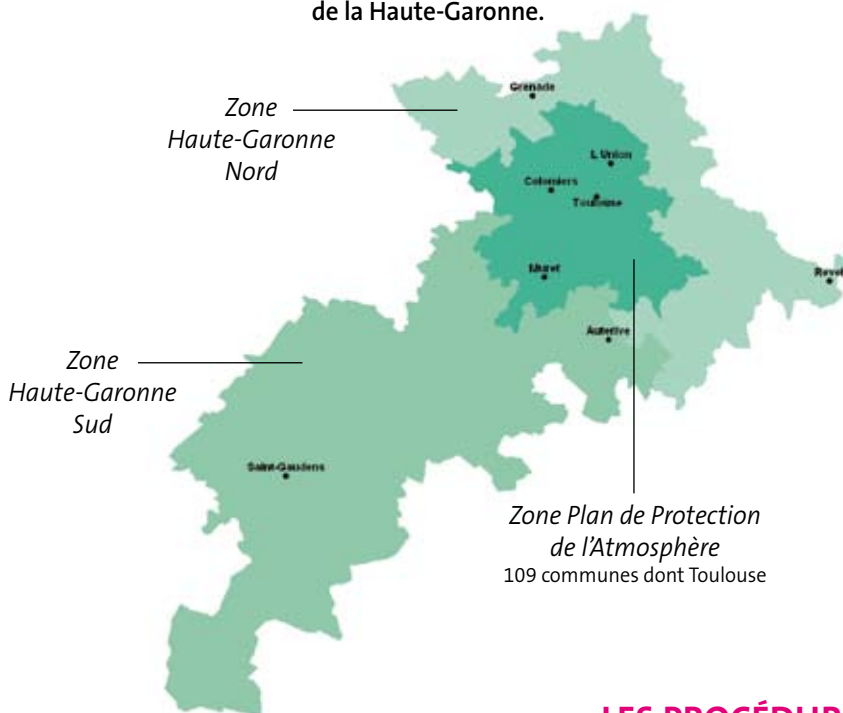 de la Haute-Garonne.
Grenade
Zone
Haute-Garonne
Nord
L Union
Colomiers
Toulouse
Muret
Revel
Auterive
Zone
Haute-Garonne
Sud
Saint-Gaudens
Zone Plan de Protection
de l'Atmosphère
109 communes dont Toulouse